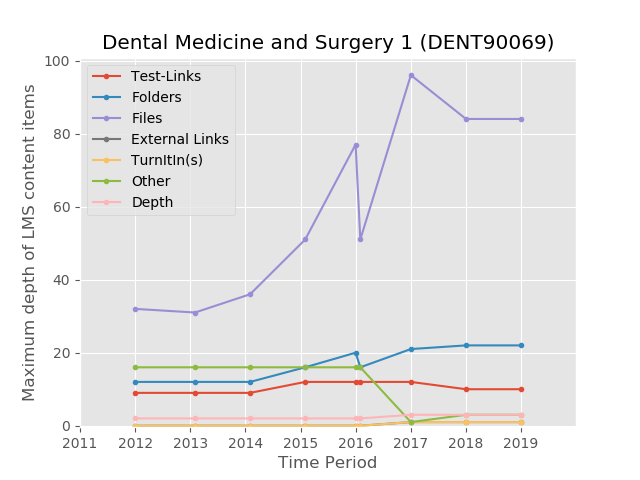 Dental Medicine and Surgery 1 (DENT90069)
Maximum depth of LMS content items
100
80
60
40
20
0
Test-Links
Folders
Files
External Links
TurnItIn(s)
Other
Depth
2011 2012 2013 2014 2015 2016 2017 2018 2019
Time Period